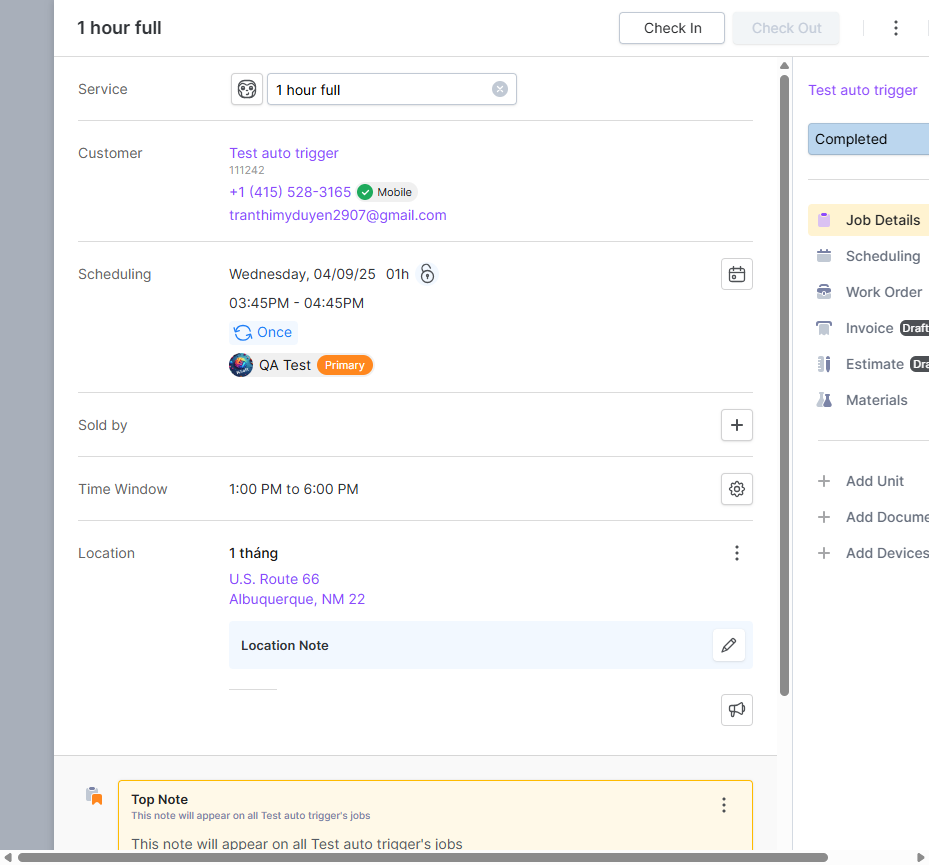 1 hour full
Check In
Check Out
Service
1 hour full
Customer
Test auto trigger
111242
+1 (415) 528-3165
Mobile
tranthimyduyen2907@gmail.com
Scheduling
Wednesday, 04/09/25 01h
03:45PM - 04:45PM
Once
QA Test
Primary
Sold by
Time Window
1:00 PM to 6:00 PM
Location
1 tháng
U.S. Route 66
Albuquerque, NM 22
Location Note
Top Note
This note will appear on all Test auto trigger's jobs
This note will appear on all Test auto trigger's jobs
Test auto trigger
Completed
Job Details
Scheduling
Work Order
Invoice Draft
Estimate Dra
Materials
Add Unit
Add Docume
Add Devices